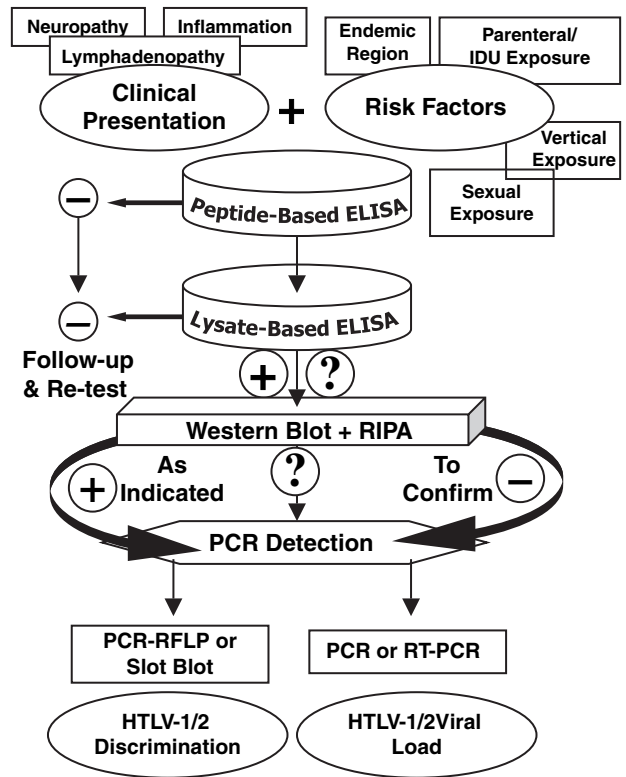 Neuropathy
Inflammation
Lymphadenopathy
Clinical
Presentation
+
Endemic
Region
Parenteral/
IDU Exposure
Risk Factors
Vertical
Exposure
Sexual
Exposure
−
Peptide-Based ELISA
−
Lysate-Based ELISA
Follow-up
& Re-test
+
?
Western Blot + RIPA
+
As
Indicated
?
To
Confirm
−
PCR Detection
PCR-RFLP or
Slot Blot
PCR or RT-PCR
HTLV-1/2
Discrimination
HTLV-1/2Viral
Load